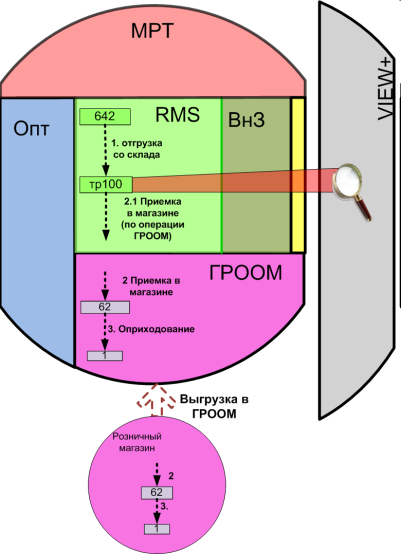 МРТ
VIEW+
Опт
RMS
ВнЗ
642
1. отгрузка
со склада
тр100
2.1 Приемка
в магазине
(по операции
ГРООМ)
ГРООМ
2 Приемка в
магазине
62
3. Оприходование
1
Выгрузка в
ГРООМ
Розничный
магазин
2
62
3.
1